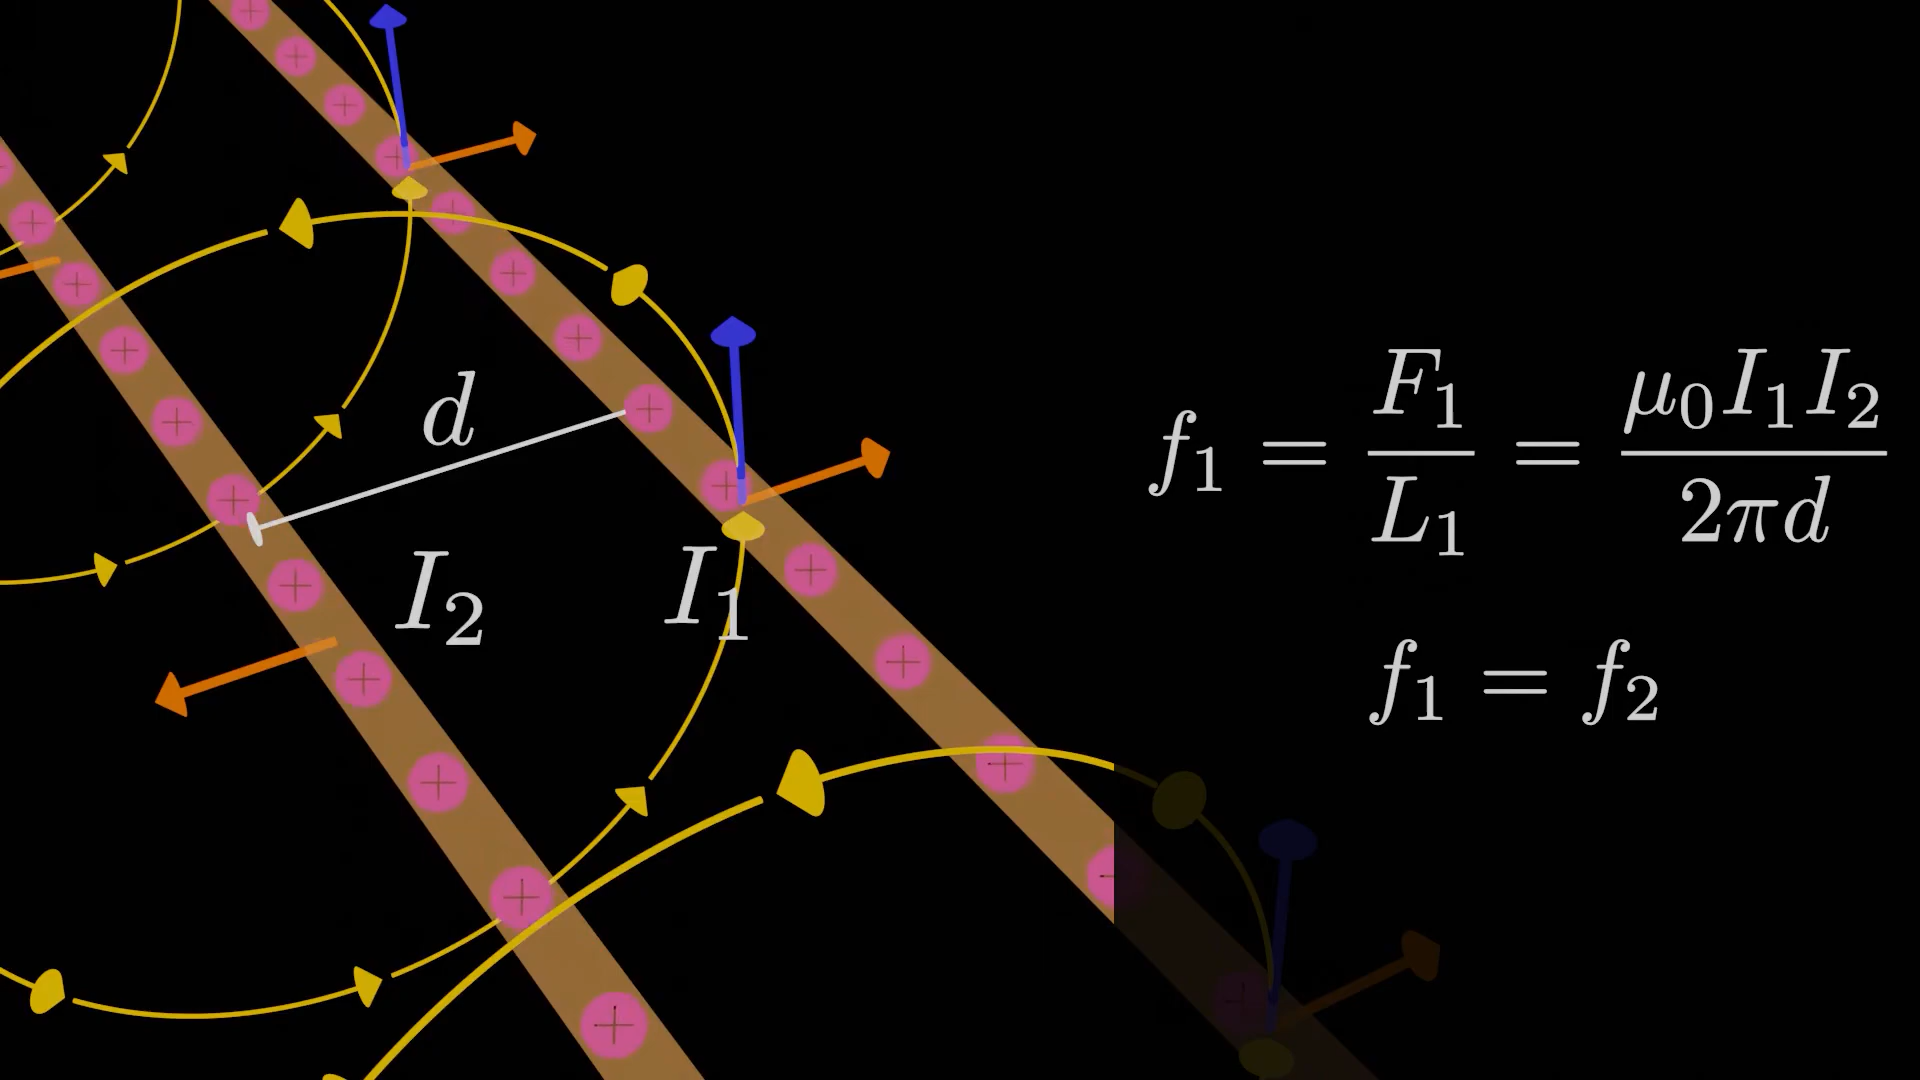 d
I₂ I₁
f₁ = F₁/L₁ = μ₀I₁I₂/2πd
f₁ = f₂